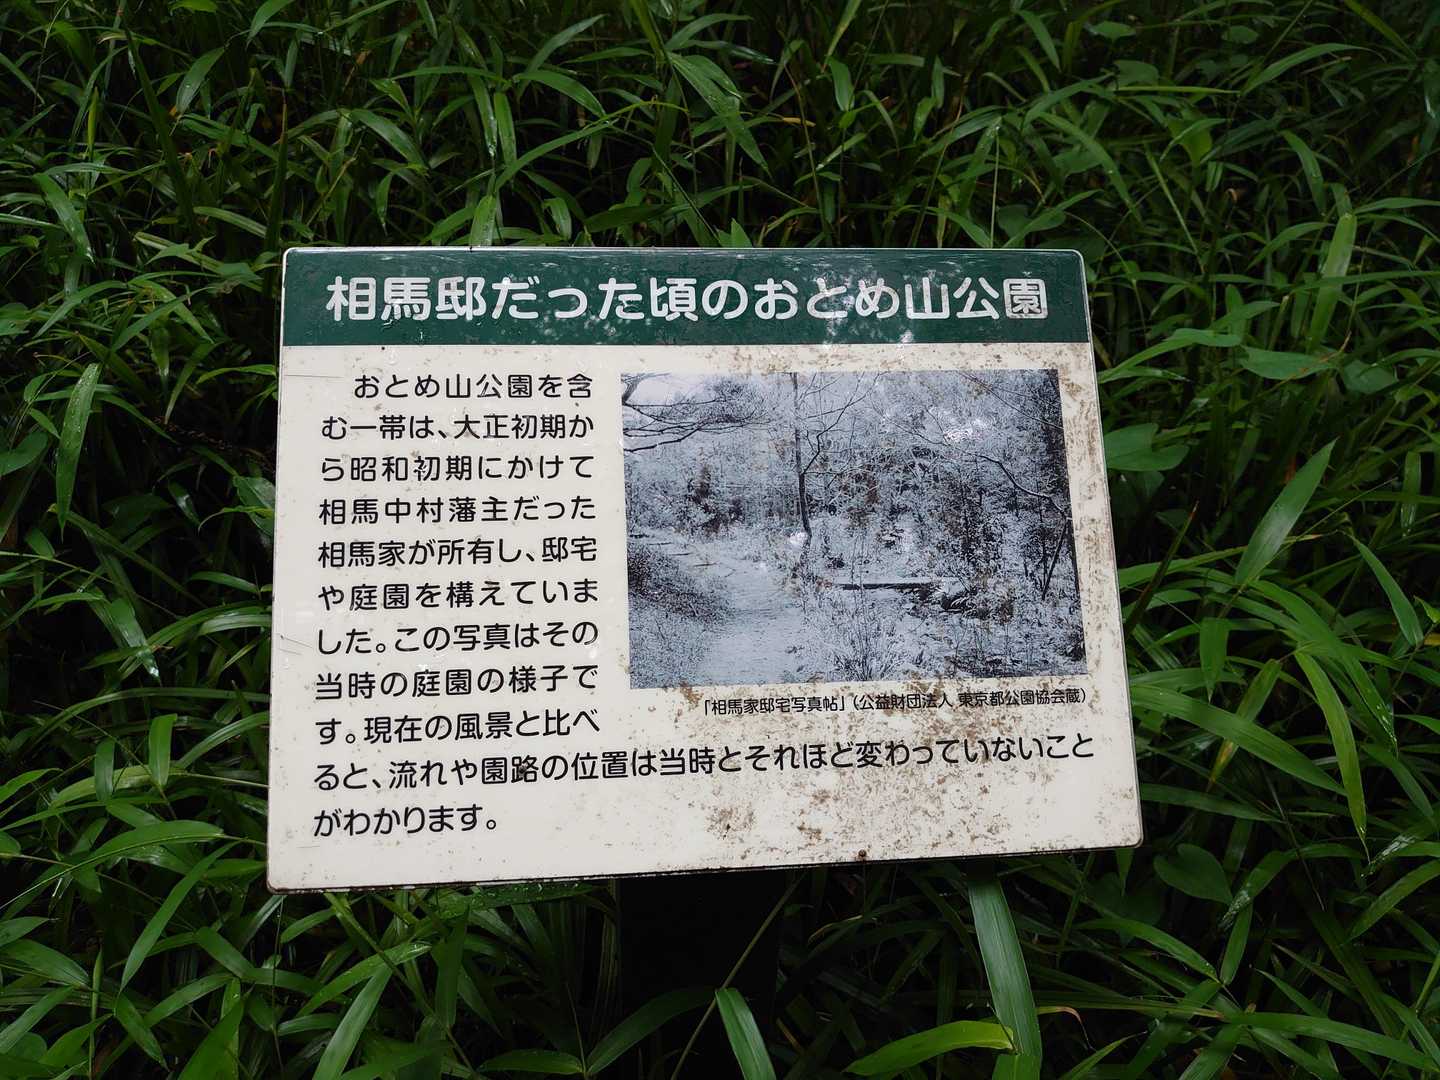 相馬邸だった頃のおとめ山公園
おとめ山公園を含
む一帯は、大正初期か
ら昭和初期にかけて
相馬中村藩主だった
相馬家が所有し、邸宅
や庭園を構えていま
した。この写真はその
当時の庭園の様子で
す。現在の風景と比べ
ると、流れや園路の位置は当時とそれほど変わっていないこと
がわかります。
「相馬家邸宅写真帖」（公益財団法人 東京都公園協会蔵）